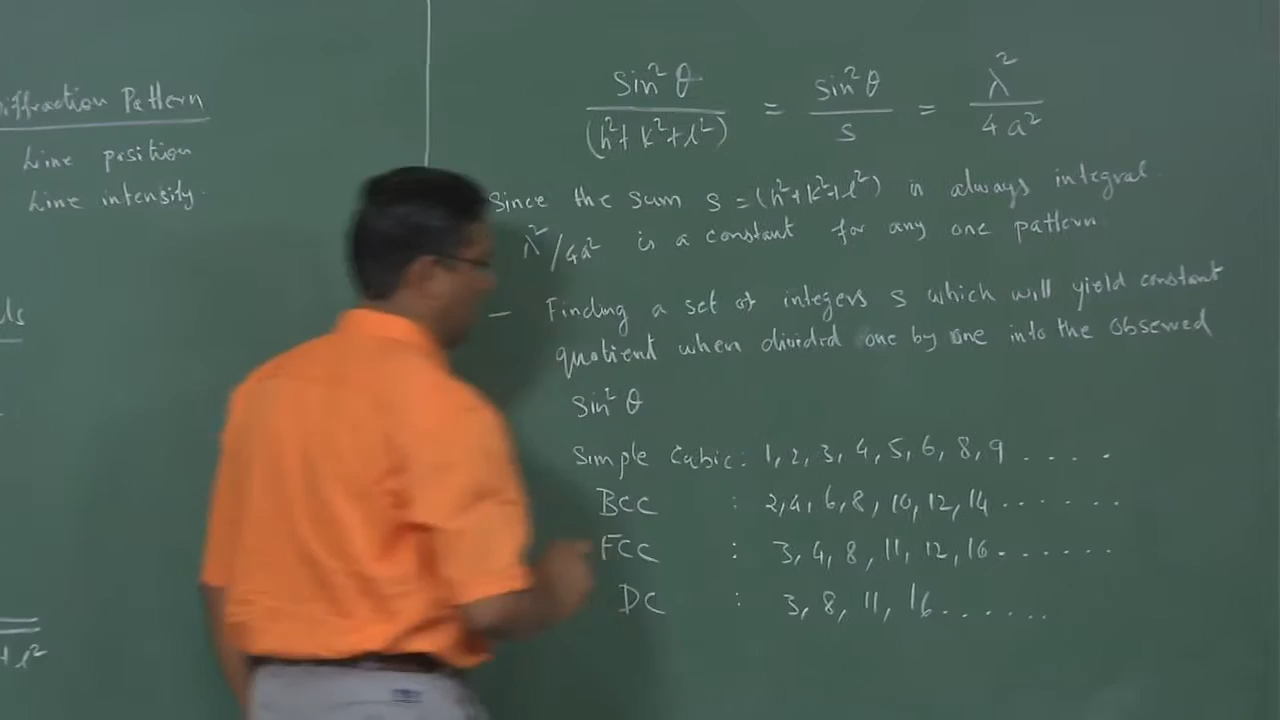 iffraction Pattern
Line position
Line intensity.
ds
+l²
Sin²θ / (h²+k²+l²) = sin²θ / s = λ² / 4a²
Since the sum s = (h²+k²+l²) is always integral.
λ²/4a² is a constant for any one pattern
– Finding a set of integers s which will yield constant
quotient when divided one by one into the observed
Sin²θ
Simple Cubic : 1, 2, 3, 4, 5, 6, 8, 9 . . . .
BCC : 2, 4, 6, 8, 10, 12, 14 . . . . . .
FCC : 3, 4, 8, 11, 12, 16 . . . . . .
DC : 3, 8, 11, 16 . . . . . .